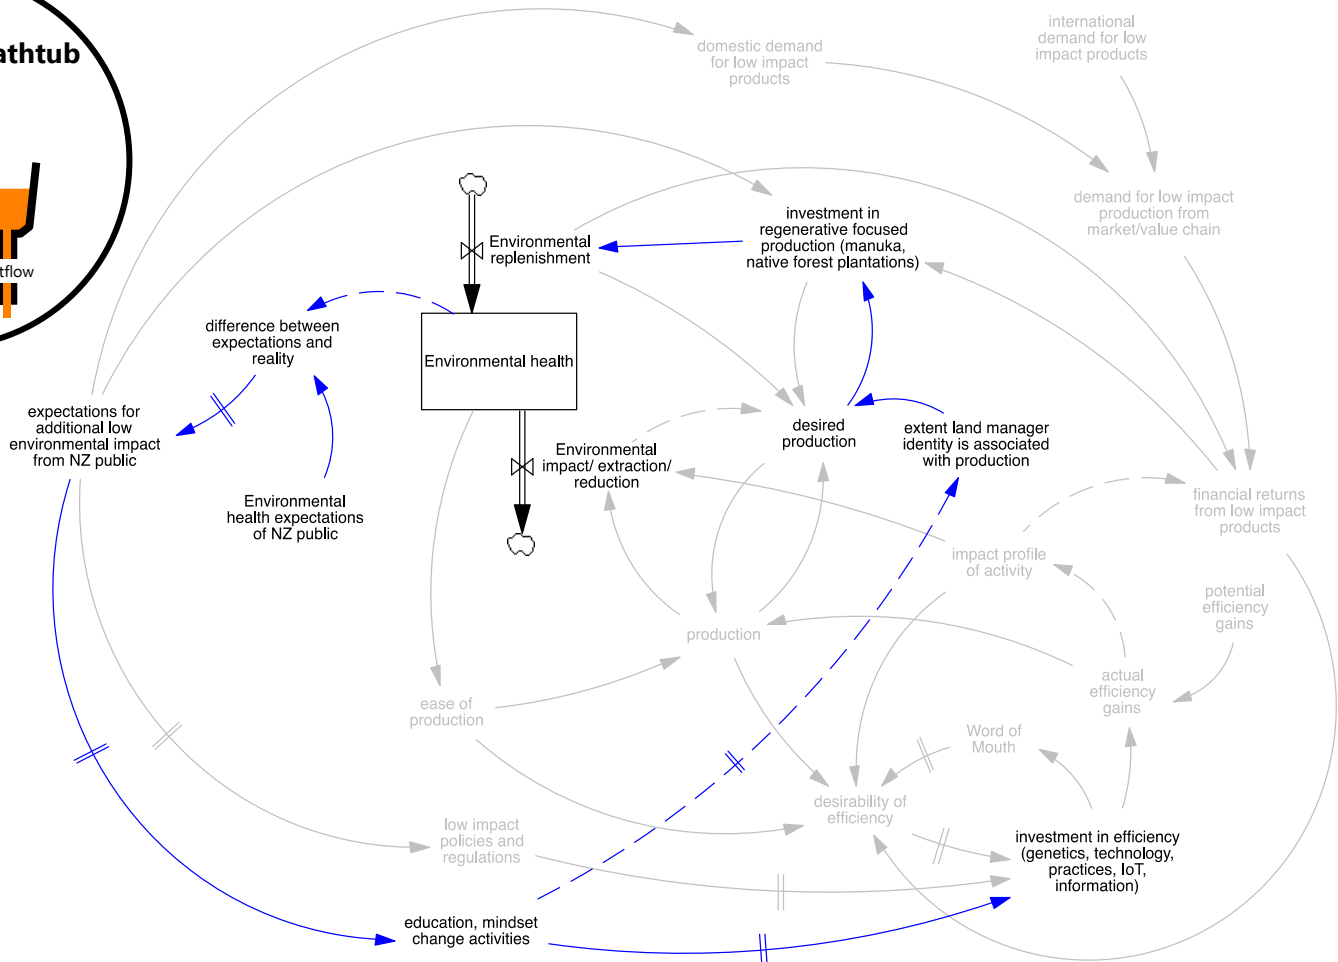 international
demand for low
impact products
domestic demand
for low impact
products
demand for low impact
production from
market/value chain
investment in
regenerative focused
production (manuka,
native forest plantations)
Environmental
replenishment
difference between
expectations and
reality
Environmental health
expectations for
additional low
environmental impact
from NZ public
desired
production
extent land manager
identity is associated
with production
Environmental
impact/ extraction/
reduction
Environmental
health expectations
of NZ public
financial returns
from low impact
products
impact profile
of activity
potential
efficiency
gains
production
actual
efficiency
gains
ease of
production
Word of
Mouth
desirability of
efficiency
low impact
policies and
regulations
investment in efficiency
(genetics, technology,
practices, IoT,
information)
education, mindset
change activities